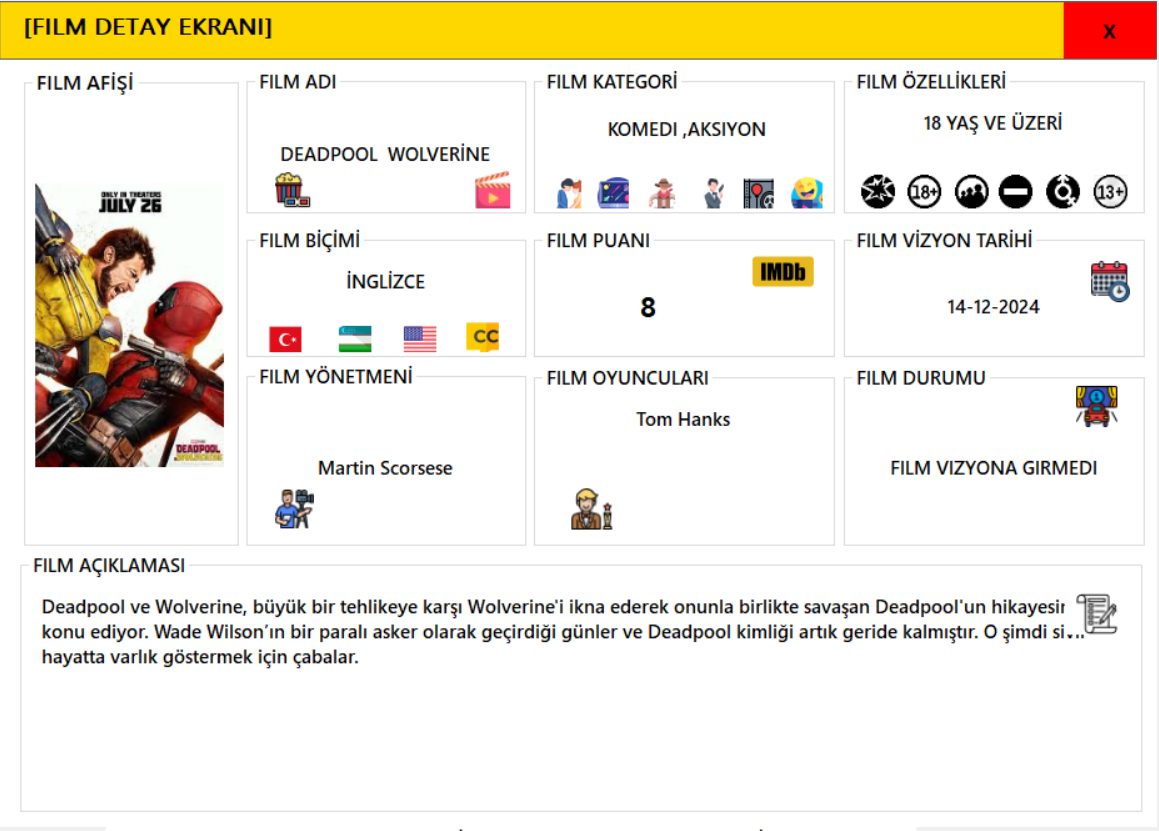 [FILM DETAY EKRANI]
X
FILM AFİŞİ
ONLY IN THEATERS
JULY 26
DEADPOOL
FILM ADI
DEADPOOL WOLVERİNE
FILM KATEGORİ
KOMEDI ,AKSIYON
FILM ÖZELLİKLERİ
18 YAŞ VE ÜZERİ
18+
13+
FILM BİÇİMİ
İNGLİZCE
CC
FILM PUANI
IMDb
8
FILM VİZYON TARİHİ
14-12-2024
FILM YÖNETMENİ
Martin Scorsese
FILM OYUNCULARI
Tom Hanks
FILM DURUMU
1
FILM VIZYONA GIRMEDI
FILM AÇIKLAMASI
Deadpool ve Wolverine, büyük bir tehlikeye karşı Wolverine'i ikna ederek onunla birlikte savaşan Deadpool'un
konu ediyor. Wade Wilson'ın bir paralı asker olarak geçirdiği günler ve Deadpool kimliği artık geride kalmıştır. O şimdi
hayatta varlık göstermek için çabalar.